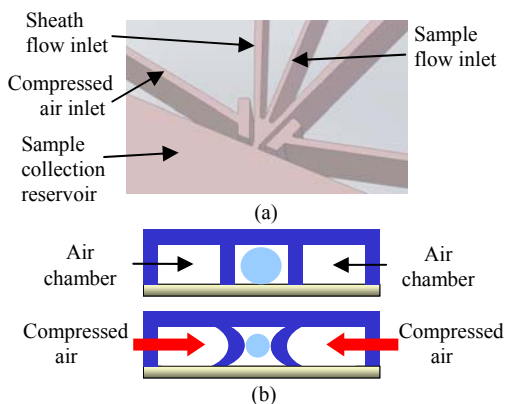 Sheath
flow inlet
Sample
flow inlet
Compressed
air inlet
Sample
collection
reservoir
(a)
Air
chamber
Air
chamber
Compressed
air
Compressed
air
(b)